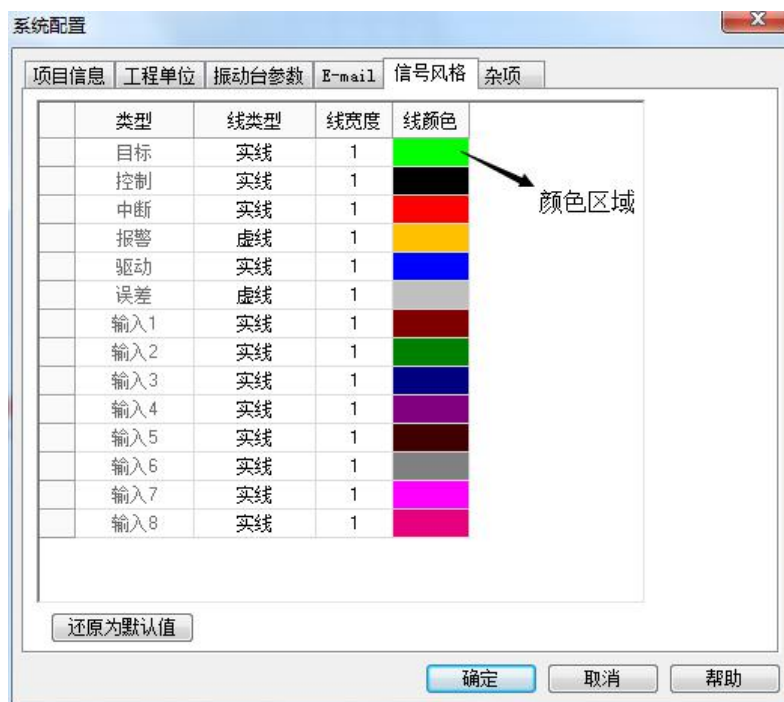 系统配置
项目信息 工程单位 振动台参数 E-mail 信号风格 杂项
类型 线类型 线宽度 线颜色
目标 实线 1
控制 实线 1
颜色区域
中断 实线 1
报警 虚线 1
驱动 实线 1
误差 虚线 1
输入1 实线 1
输入2 实线 1
输入3 实线 1
输入4 实线 1
输入5 实线 1
输入6 实线 1
输入7 实线 1
输入8 实线 1
还原为默认值
确定 取消 帮助